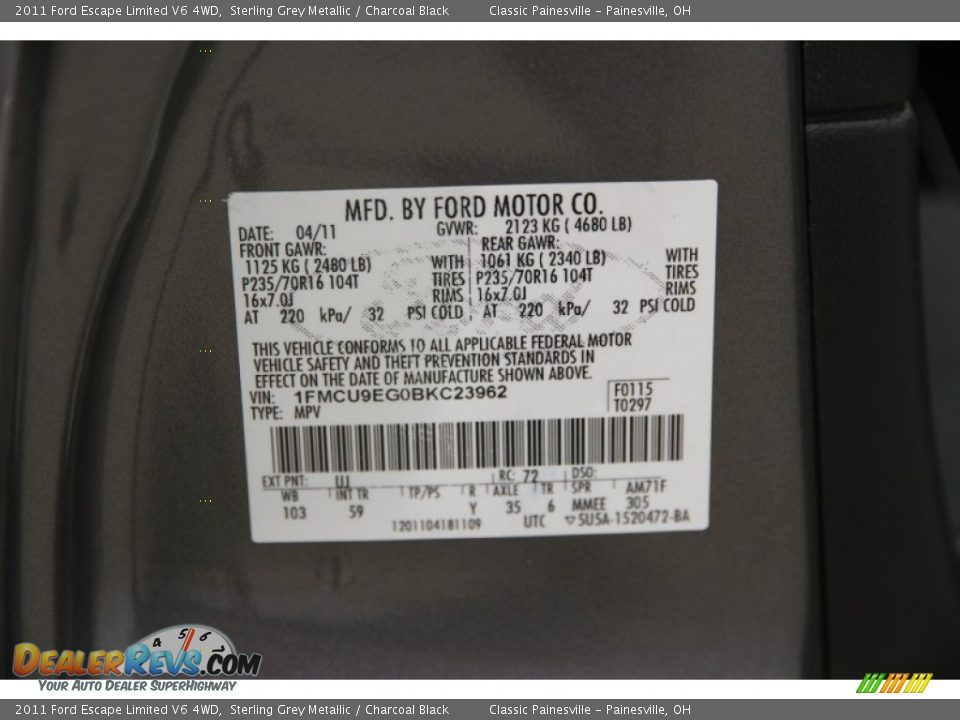 2011 Ford Escape Limited V6 4WD, Sterling Grey Metallic / Charcoal Black Classic Painesville - Painesville, OH
MFD. BY FORD MOTOR CO.
DATE: 04/11 GVWR: 2123 KG ( 4680 LB)
FRONT GAWR: REAR GAWR:
1125 KG ( 2480 LB) WITH 1061 KG ( 2340 LB) WITH
P235/70R16 104T TIRES P235/70R16 104T TIRES
16x7.0J RIMS 16x7.0J RIMS
AT 220 kPa/ 32 PSI COLD AT 220 kPa/ 32 PSI COLD
THIS VEHICLE CONFORMS TO ALL APPLICABLE FEDERAL MOTOR
VEHICLE SAFETY AND THEFT PREVENTION STANDARDS IN
EFFECT ON THE DATE OF MANUFACTURE SHOWN ABOVE.
VIN: 1FMCU9EG0BKC23962 F0115
TYPE: MPV T0297
EXT PNT: UJ RC: 72 DSO:
WB INT TR TP/PS R AXLE TR SPR AM71F
103 59 Y 35 6 MMEE 305
1201104181109 UTC ▽5U5A-1520472-BA
4 5 6
DEALERREVS.COM
YOUR AUTO DEALER SUPERHIGHWAY
2011 Ford Escape Limited V6 4WD, Sterling Grey Metallic / Charcoal Black Classic Painesville - Painesville, OH